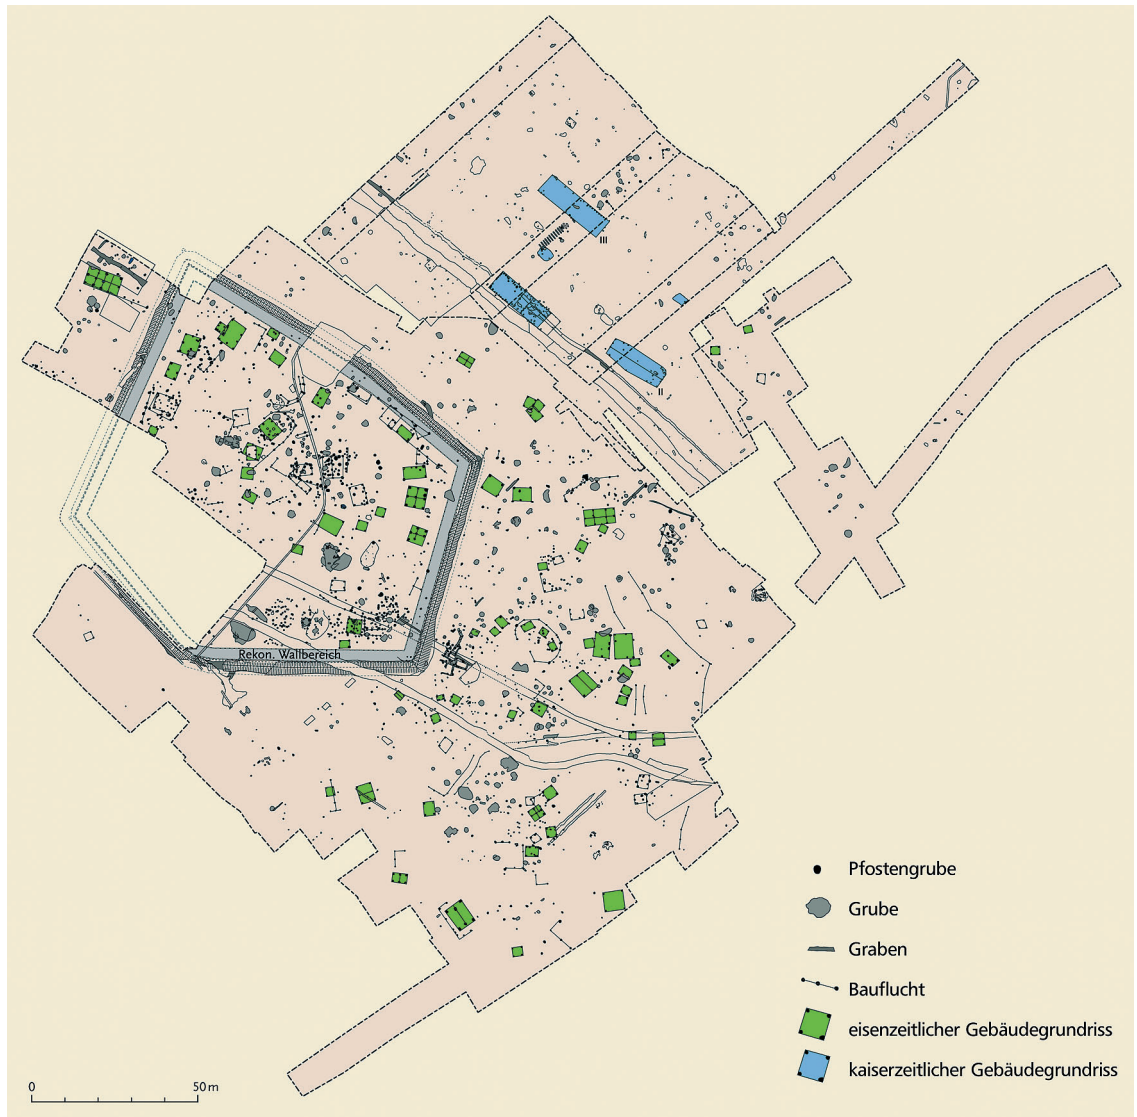 III
II
Rekon. Wallbereich
Pfostengrube
Grube
Graben
Bauflucht
eisenzeitlicher Gebäudegrundriss
kaiserzeitlicher Gebäudegrundriss
0 50 m